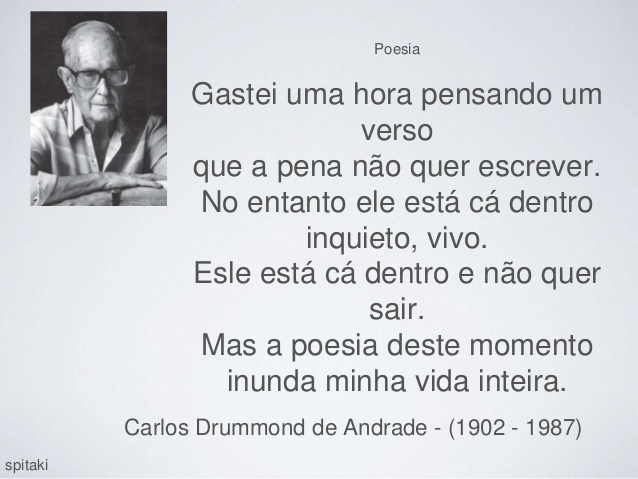 Poesia
Gastei uma hora pensando um
verso
que a pena não quer escrever.
No entanto ele está cá dentro
inquieto, vivo.
Esle está cá dentro e não quer
sair.
Mas a poesia deste momento
inunda minha vida inteira.
Carlos Drummond de Andrade - (1902 - 1987)
spitaki